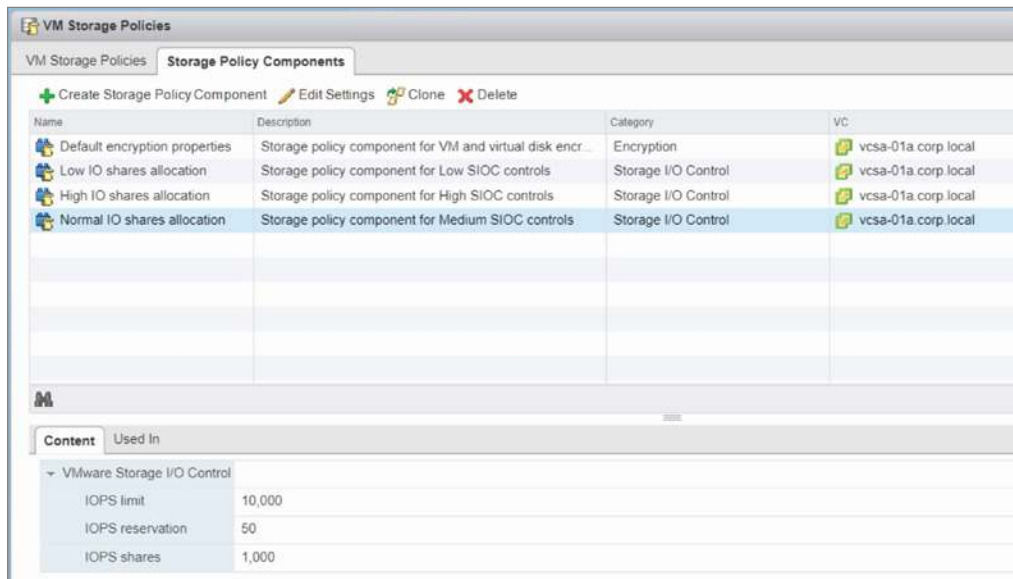 VM Storage Policies
VM Storage Policies Storage Policy Components
Create Storage Policy Component Edit Settings Clone Delete
Name Description Category VC
Default encryption properties Storage policy component for VM and virtual disk encr... Encryption vcsa-01a.corp.local
Low IO shares allocation Storage policy component for Low SIOC controls Storage I/O Control vcsa-01a.corp.local
High IO shares allocation Storage policy component for High SIOC controls Storage I/O Control vcsa-01a.corp.local
Normal IO shares allocation Storage policy component for Medium SIOC controls Storage I/O Control vcsa-01a.corp.local
Content Used In
VMware Storage I/O Control
IOPS limit 10,000
IOPS reservation 50
IOPS shares 1,000